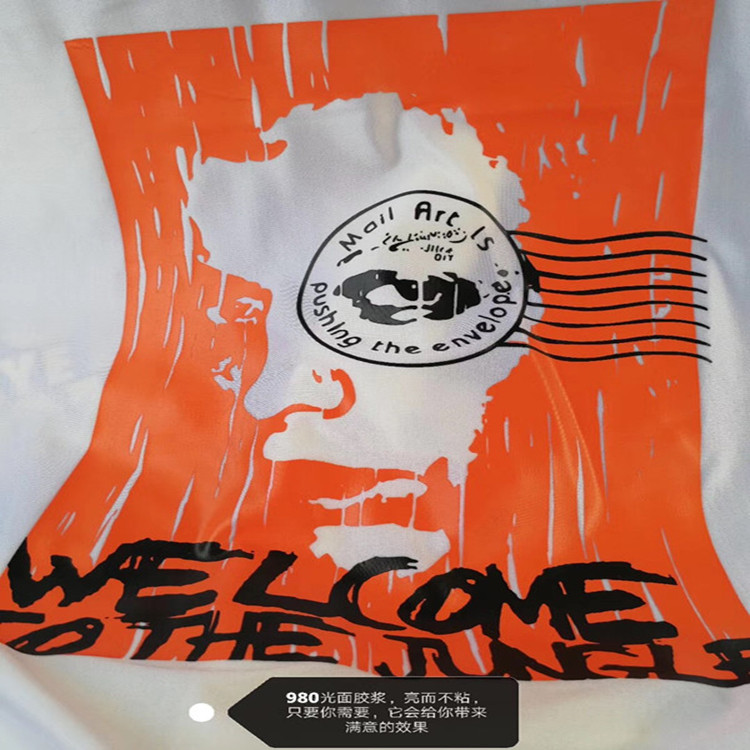 Mail Art Is
pushing the envelope
WELCOME
TO THE JUNGLE
980光面胶浆，亮而不粘，
只要你需要，它会给你带来
满意的效果